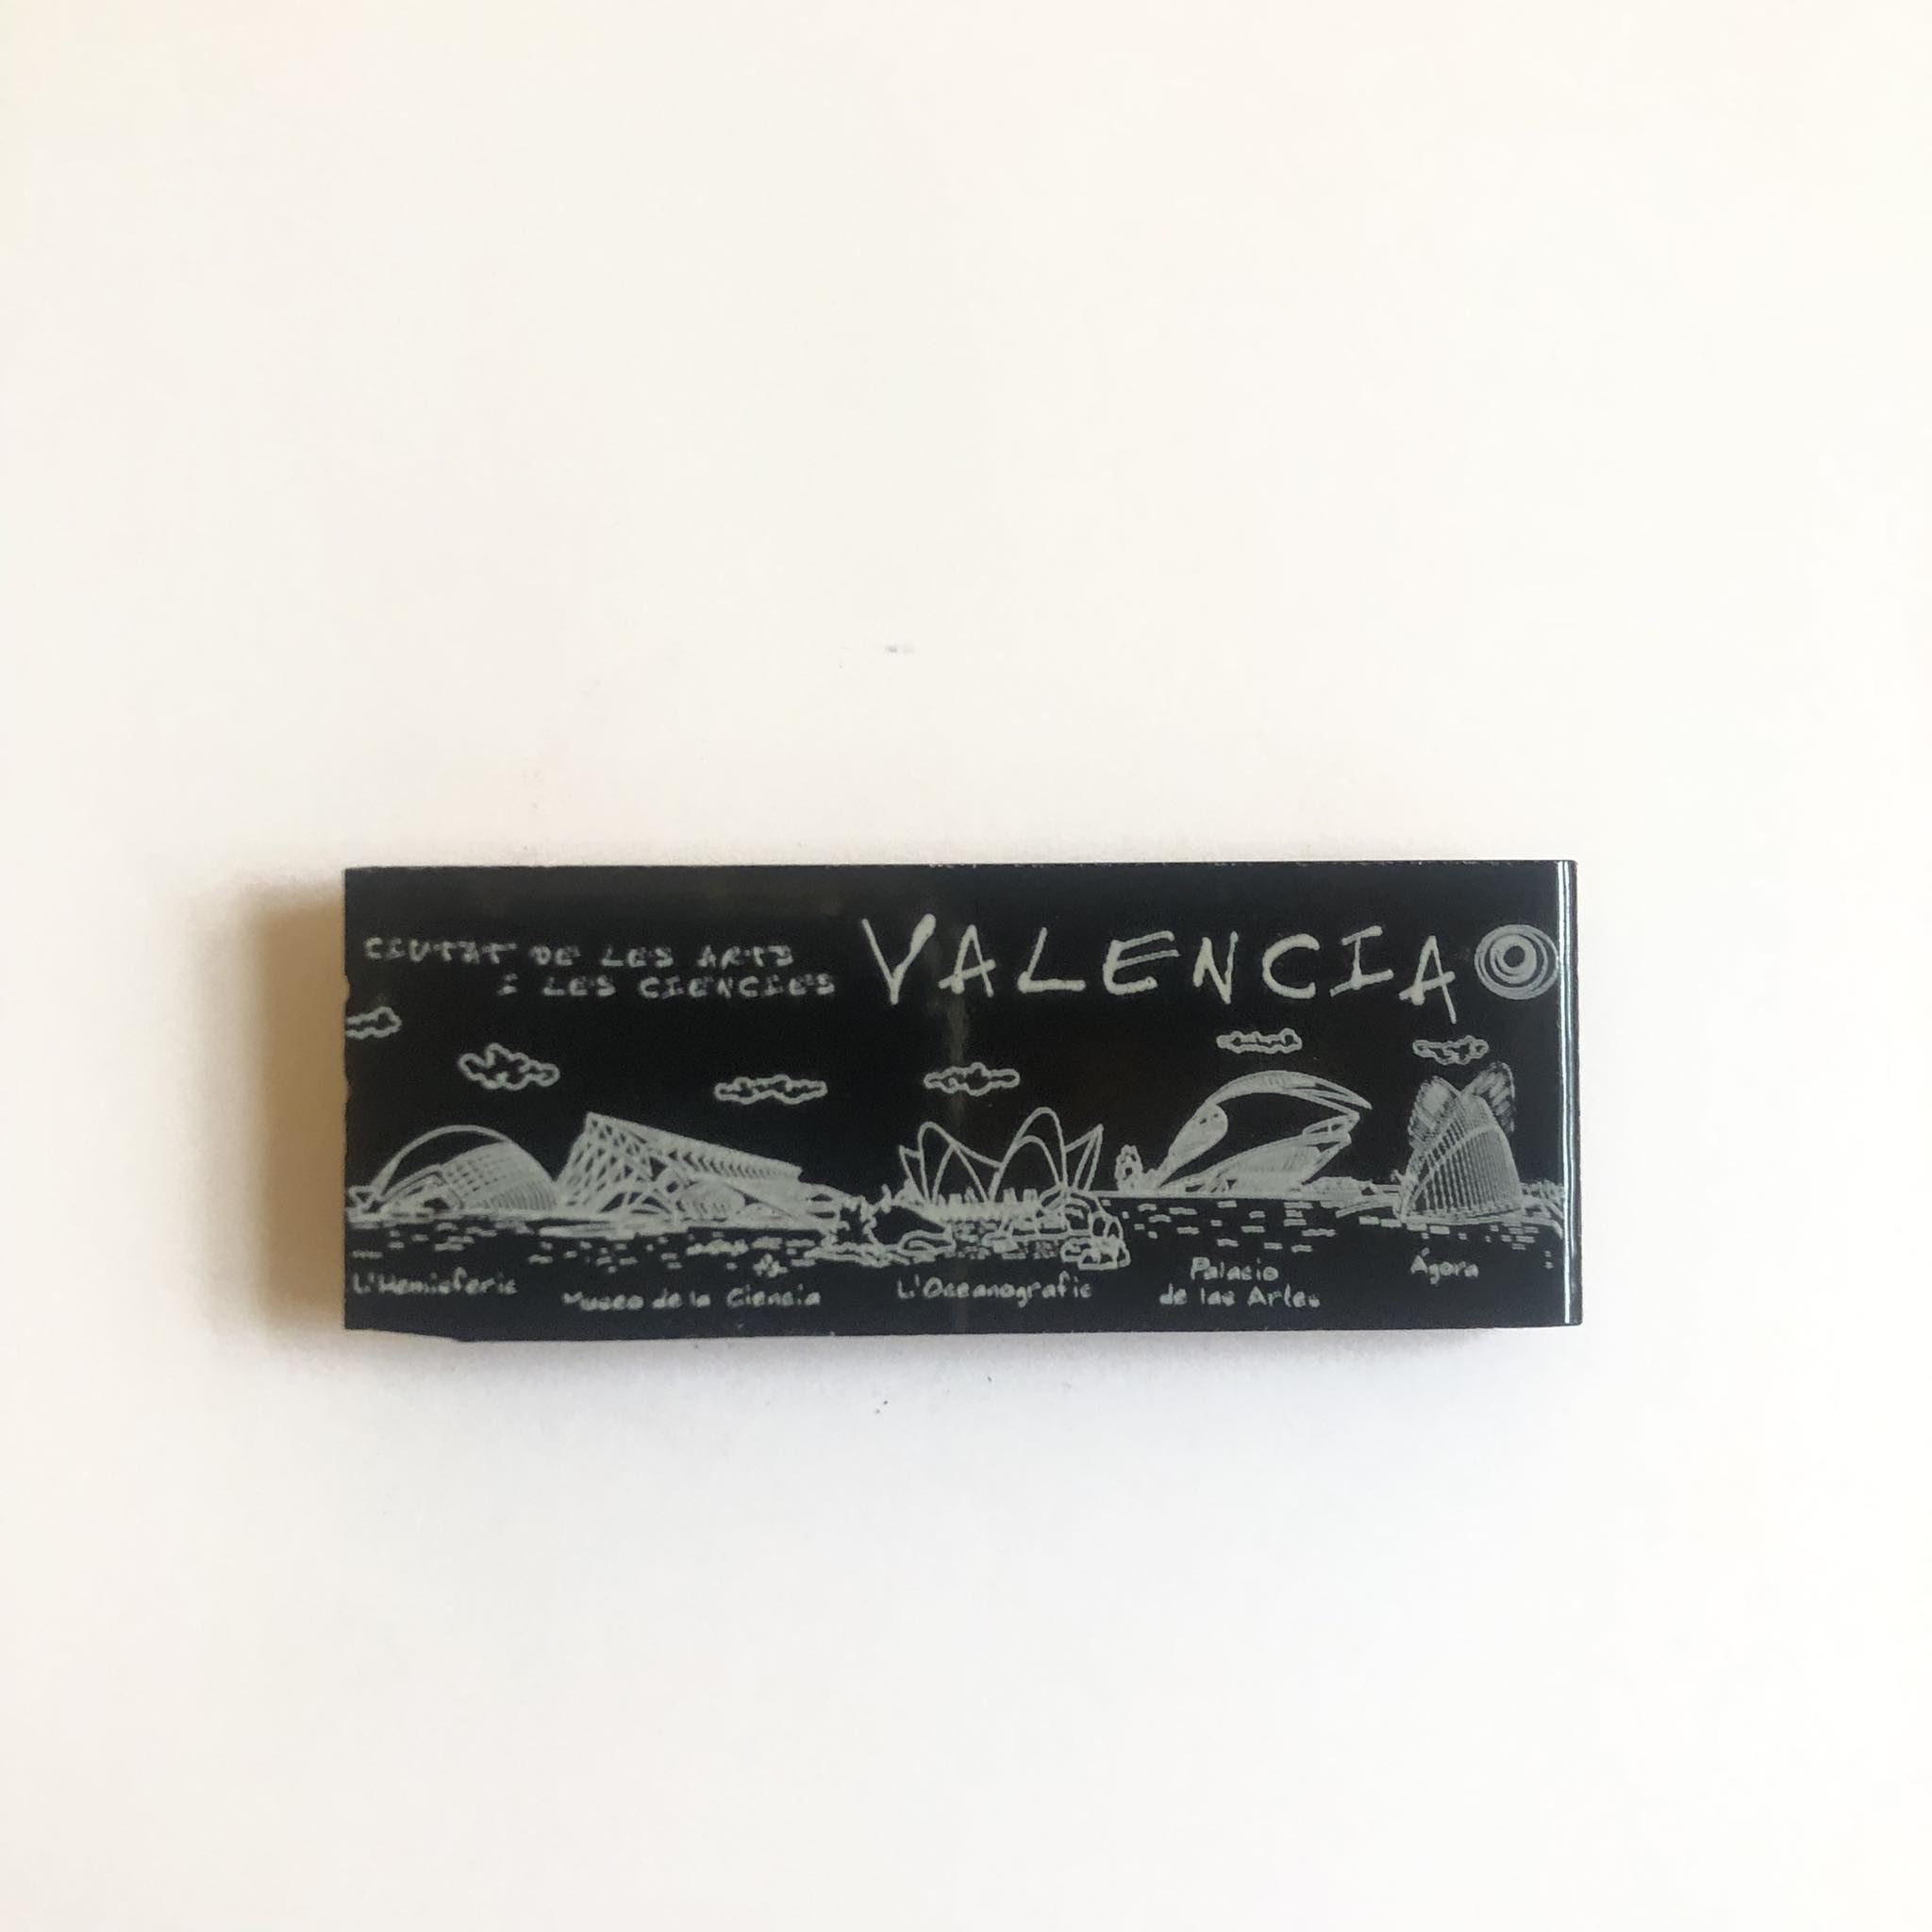 CIUTAT DE LES ARTS
I LES CIENCIES
VALENCIA
L'Hemisferic
Museo de la Ciencia
L'Oceanografic
Palacio
de las Artes
Ágora